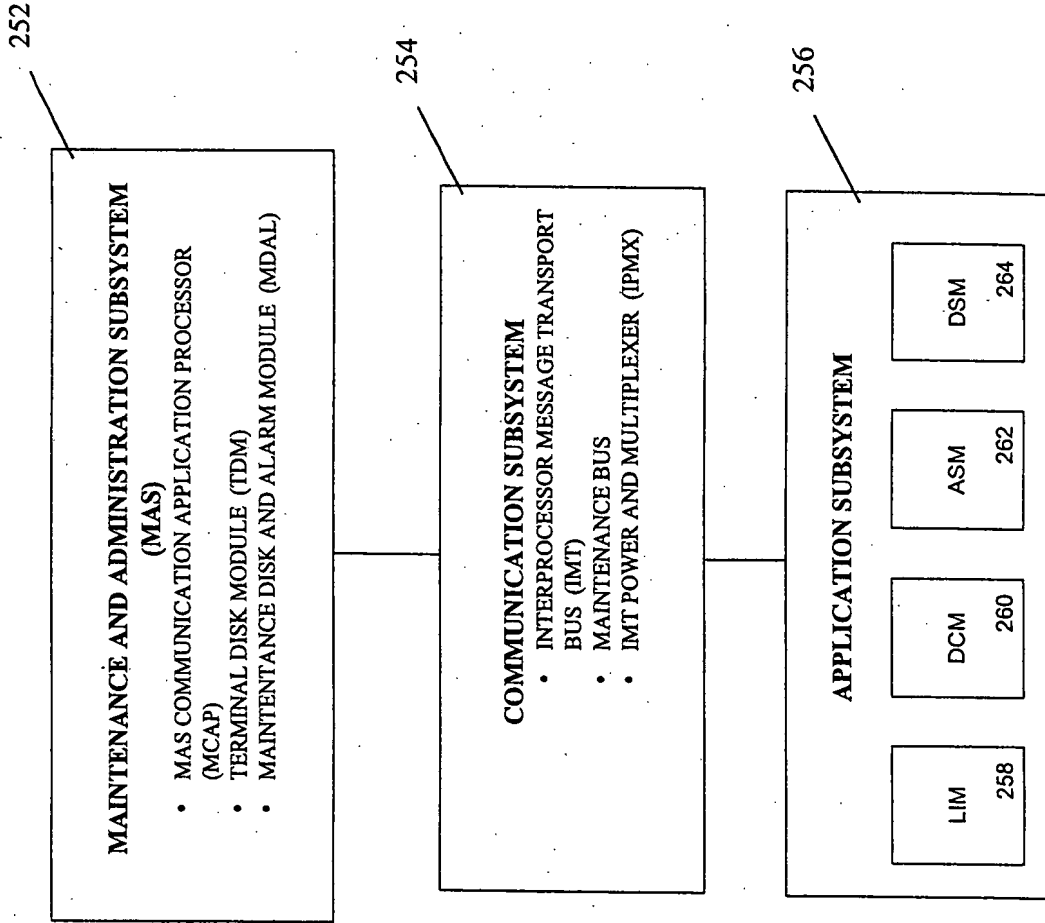 252
MAINTENANCE AND ADMINISTRATION SUBSYSTEM
(MAS)
• MAS COMMUNICATION APPLICATION PROCESSOR
(MCAP)
• TERMINAL DISK MODULE (TDM)
• MAINTENTANCE DISK AND ALARM MODULE (MDAL)
254
COMMUNICATION SUBSYSTEM
• INTERPROCESSOR MESSAGE TRANSPORT
BUS (IMT)
• MAINTENANCE BUS
• IMT POWER AND MULTIPLEXER (IPMX)
256
APPLICATION SUBSYSTEM
LIM
258
DCM
260
ASM
262
DSM
264